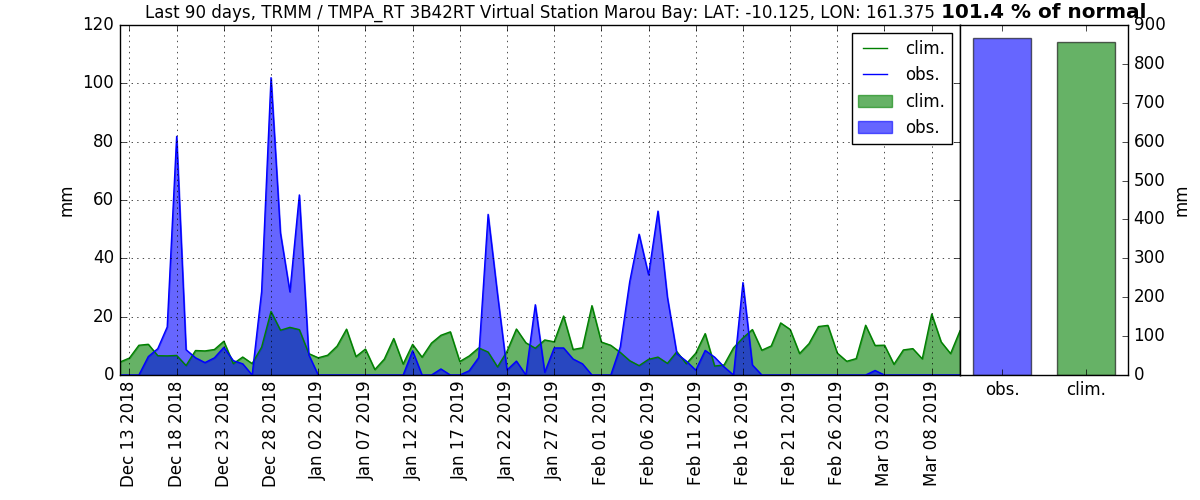 Last 90 days, TRMM / TMPA_RT 3B42RT Virtual Station Marou Bay: LAT: -10.125, LON: 161.375 101.4 % of normal
120
100
80
60
40
20
0
mm
clim.
obs.
clim.
obs.
900
800
700
600
500
400
300
200
100
0
mm
Dec 13 2018
Dec 18 2018
Dec 23 2018
Dec 28 2018
Jan 02 2019
Jan 07 2019
Jan 12 2019
Jan 17 2019
Jan 22 2019
Jan 27 2019
Feb 01 2019
Feb 06 2019
Feb 11 2019
Feb 16 2019
Feb 21 2019
Feb 26 2019
Mar 03 2019
Mar 08 2019
obs.
clim.